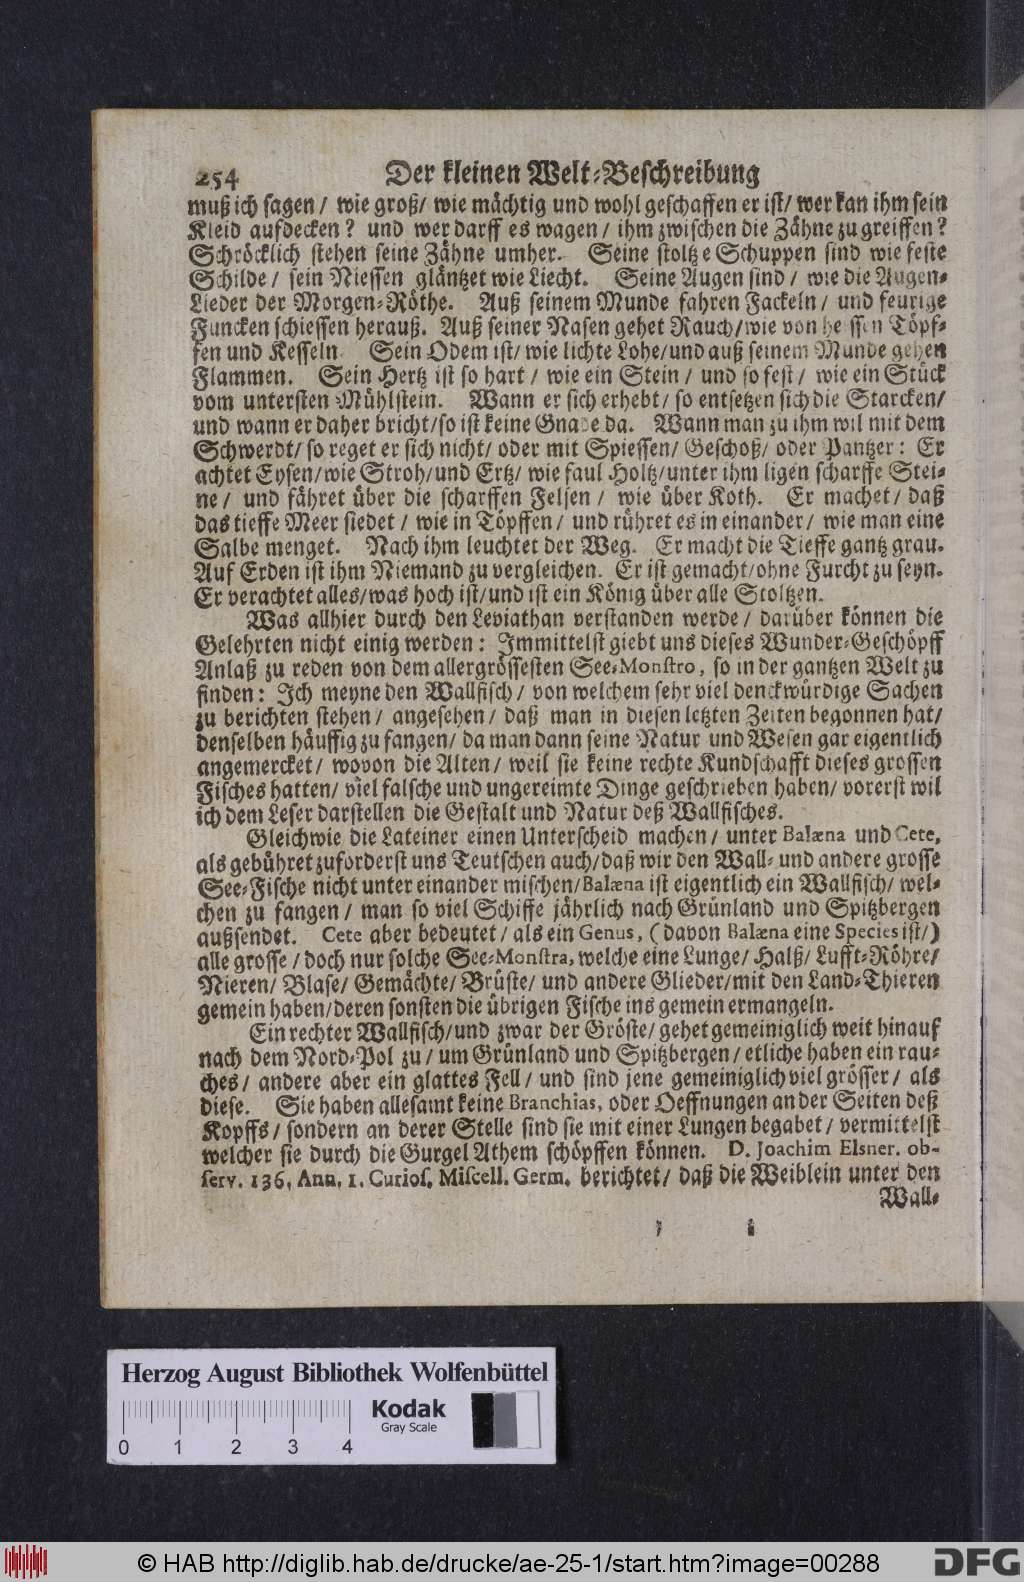 254 Der kleinen Welt-Beschreibung
muß ich sagen / wie groß / wie mächtig und wohl geschaffen er ist / wer kan ihm sein
Kleid aufdecken? und wer darff es wagen / ihm zwischen die Zähne zu greiffen?
Schröcklich stehen seine Zähne umher. Seine stoltze Schuppen sind wie feste
Schilde / sein Niessen gläntzet wie Liecht. Seine Augen sind / wie die Augen-
Lieder der Morgen-Röthe. Auß seinem Munde fahren Fackeln / und feurige
Funcken schiessen herauß. Auß seiner Nasen gehet Rauch / wie von heissen Töpf-
fen und Kesseln. Sein Odem ist / wie lichte Lohe / und auß seinem Munde gehen
Flammen. Sein Hertz ist so hart / wie ein Stein / und so fest / wie ein Stück
vom untersten Mühlstein. Wann er sich erhebt / so entsetzen sich die Starcken /
und wann er daher bricht / so ist keine Gnade da. Wann man zu ihm wil mit dem
Schwerdt / so reget er sich nicht / oder mit Spiessen / Geschoß / oder Pantzer: Er
achtet Eysen / wie Stroh / und Ertz / wie faul Holtz / unter ihm ligen scharffe Stei-
ne / und fähret über die scharffen Felsen / wie über Koth. Er machet / daß
das tieffe Meer siedet / wie in Töpffen / und rühret es in einander / wie man eine
Salbe menget. Nach ihm leuchtet der Weg. Er macht die Tieffe gantz grau.
Auf Erden ist ihm Niemand zu vergleichen. Er ist gemacht / ohne Furcht zu seyn.
Er verachtet alles / was hoch ist / und ist ein König über alle Stoltzen.
Was allhier durch den Leviathan verstanden werde / darüber können die
Gelehrten nicht einig werden: Immittelst giebt uns dieses Wunder-Geschöpff
Anlaß zu reden von dem allergrössesten See-Monstro, so in der gantzen Welt zu
finden: Ich meyne den Wallfisch / von welchem sehr viel denckwürdige Sachen
zu berichten stehen / angesehen / daß man in diesen letzten Zeiten begonnen hat /
denselben häuffig zu fangen / da man dann seine Natur und Wesen gar eigentlich
angemercket / wovon die Alten / weil sie keine rechte Kundschafft dieses grossen
Fisches hatten / viel falsche und ungereimte Dinge geschrieben haben / vorerst wil
ich dem Leser darstellen die Gestalt und Natur deß Wallfisches.
Gleichwie die Lateiner einen Unterscheid machen / unter Balæna und Cete,
als gebühret zuforderst uns Teutschen auch / daß wir den Wall- und andere grosse
See-Fische nicht unter einander mischen / Balæna ist eigentlich ein Wallfisch / wel-
chen zu fangen / man so viel Schiffe jährlich nach Grünland und Spitzbergen
außsendet. Cete aber bedeutet / als ein Genus, (davon Balæna eine Species ist /)
alle grosse / doch nur solche See-Monstra, welche eine Lunge / Halß / Lufft-Röhre /
Nieren / Blase / Gemächte / Brüste / und andere Glieder / mit den Land-Thieren
gemein haben / deren sonsten die übrigen Fische ins gemein ermangeln.
Ein rechter Wallfisch / und zwar der Gröste / gehet gemeiniglich weit hinauf
nach dem Nord-Pol zu / um Grünland und Spitzbergen / etliche haben ein rau-
ches / andere aber ein glattes Fell / und sind jene gemeiniglich viel grösser / als
diese. Sie haben allesamt keine Branchias, oder Oeffnungen an der Seiten deß
Kopffs / sondern an derer Stelle sind sie mit einer Lungen begabet / vermittelst
welcher sie durch die Gurgel Athem schöpffen können. D. Joachim Elsner. ob-
serv. 136. Ann. 1. Curios. Miscell. Germ. berichtet / daß die Weiblein unter den
Wall-
Herzog August Bibliothek Wolfenbüttel
Kodak
Gray Scale
0 1 2 3 4
© HAB http://diglib.hab.de/drucke/ae-25-1/start.htm?image=00288
DFG